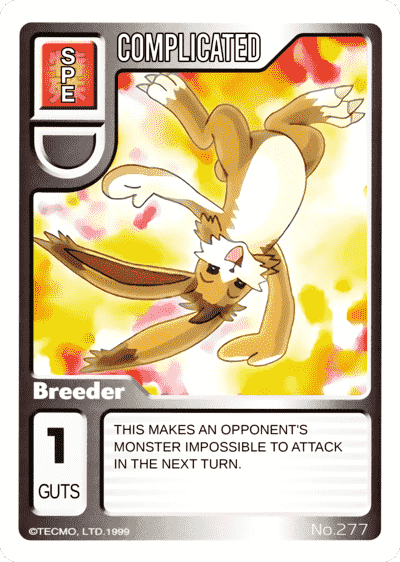 COMPLICATED
SPE
Breeder
1
GUTS
THIS MAKES AN OPPONENT'S
MONSTER IMPOSSIBLE TO ATTACK
IN THE NEXT TURN.
©TECMO, LTD.1999
No.277